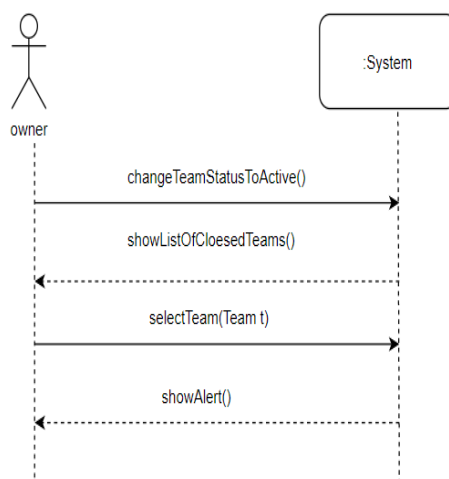 :System
owner
changeTeamStatusToActive()
showListOfCloesedTeams()
selectTeam(Team t)
showAlert()